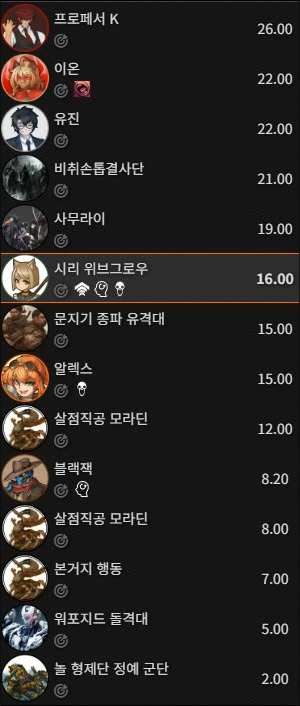 프로페서 K
26.00
이온
22.00
유진
22.00
비취손톱결사단
21.00
사무라이
19.00
시리 위브그로우
16.00
문지기 종파 유격대
15.00
알렉스
15.00
살점직공 모라딘
12.00
블랙잭
8.20
살점직공 모라딘
8.00
본거지 행동
7.00
워포지드 돌격대
5.00
놀 형제단 정예 군단
2.00